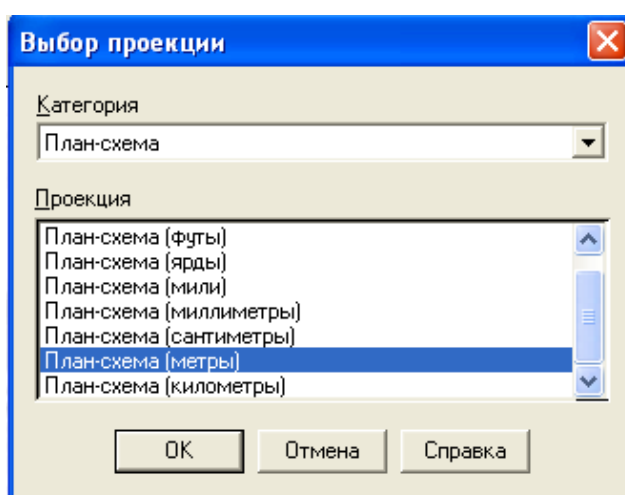 Выбор проекции
Категория
План-схема
Проекция
План-схема (футы)
План-схема (ярды)
План-схема (мили)
План-схема (миллиметры)
План-схема (сантиметры)
План-схема (метры)
План-схема (километры)
OK Отмена Справка